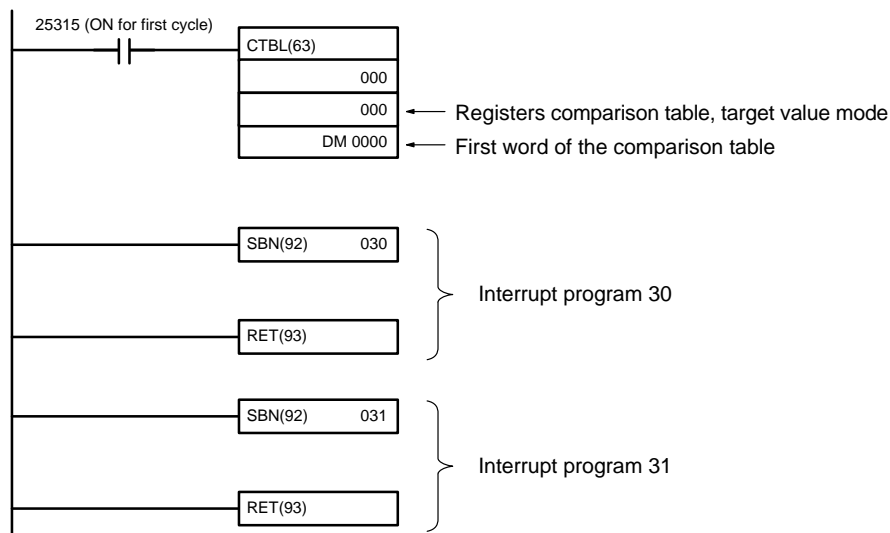 25315 (ON for first cycle)
CTBL(63)
000
000
Registers comparison table, target value mode
DM 0000
First word of the comparison table
SBN(92) 030
Interrupt program 30
RET(93)
SBN(92) 031
Interrupt program 31
RET(93)